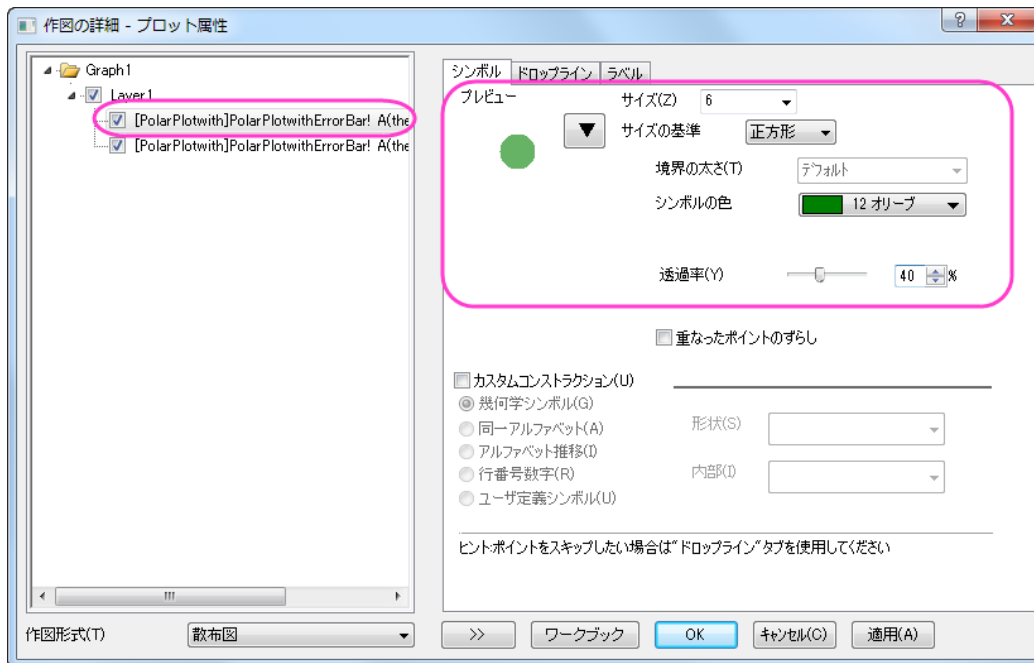 作図の詳細 - プロット属性
Graph1
Layer1
[PolarPlotwith]PolarPlotwithErrorBar! A(the
[PolarPlotwith]PolarPlotwithErrorBar! A(the
作図形式(T) 散布図
シンボル ドロップライン ラベル
プレビュー サイズ(Z) 6
サイズの基準 正方形
境界の太さ(T) デフォルト
シンボルの色 12 オリーブ
透過率(Y) 40 %
重なったポイントのずらし
カスタムコンストラクション(U)
幾何学シンボル(G)
同一アルファベット(A)
アルファベット推移(I)
行番号数字(R)
ユーザ定義シンボル(U)
形状(S)
内部(I)
ヒント:ポイントをスキップしたい場合は"ドロップライン"タブを使用してください
>> ワークブック OK キャンセル(C) 適用(A)